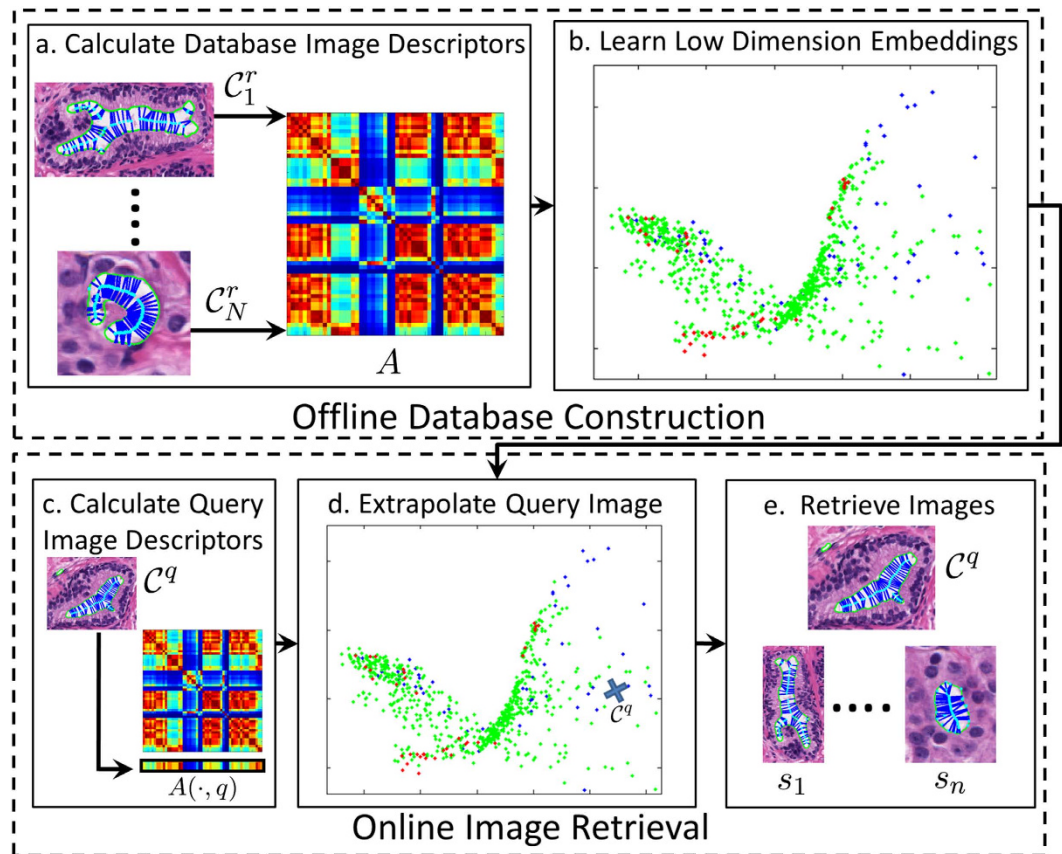 a. Calculate Database Image Descriptors
𝒞₁ʳ
𝒞_Nʳ
A
b. Learn Low Dimension Embeddings
Offline Database Construction
c. Calculate Query
Image Descriptors
𝒞^q
A(·, q)
d. Extrapolate Query Image
𝒞^q
e. Retrieve Images
𝒞^q
s₁
sₙ
Online Image Retrieval